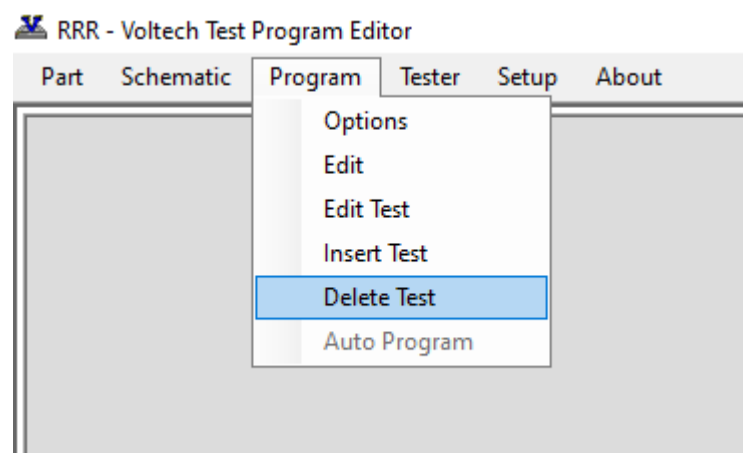 RRR - Voltech Test Program Editor
Part Schematic Program Tester Setup About
Options
Edit
Edit Test
Insert Test
Delete Test
Auto Program